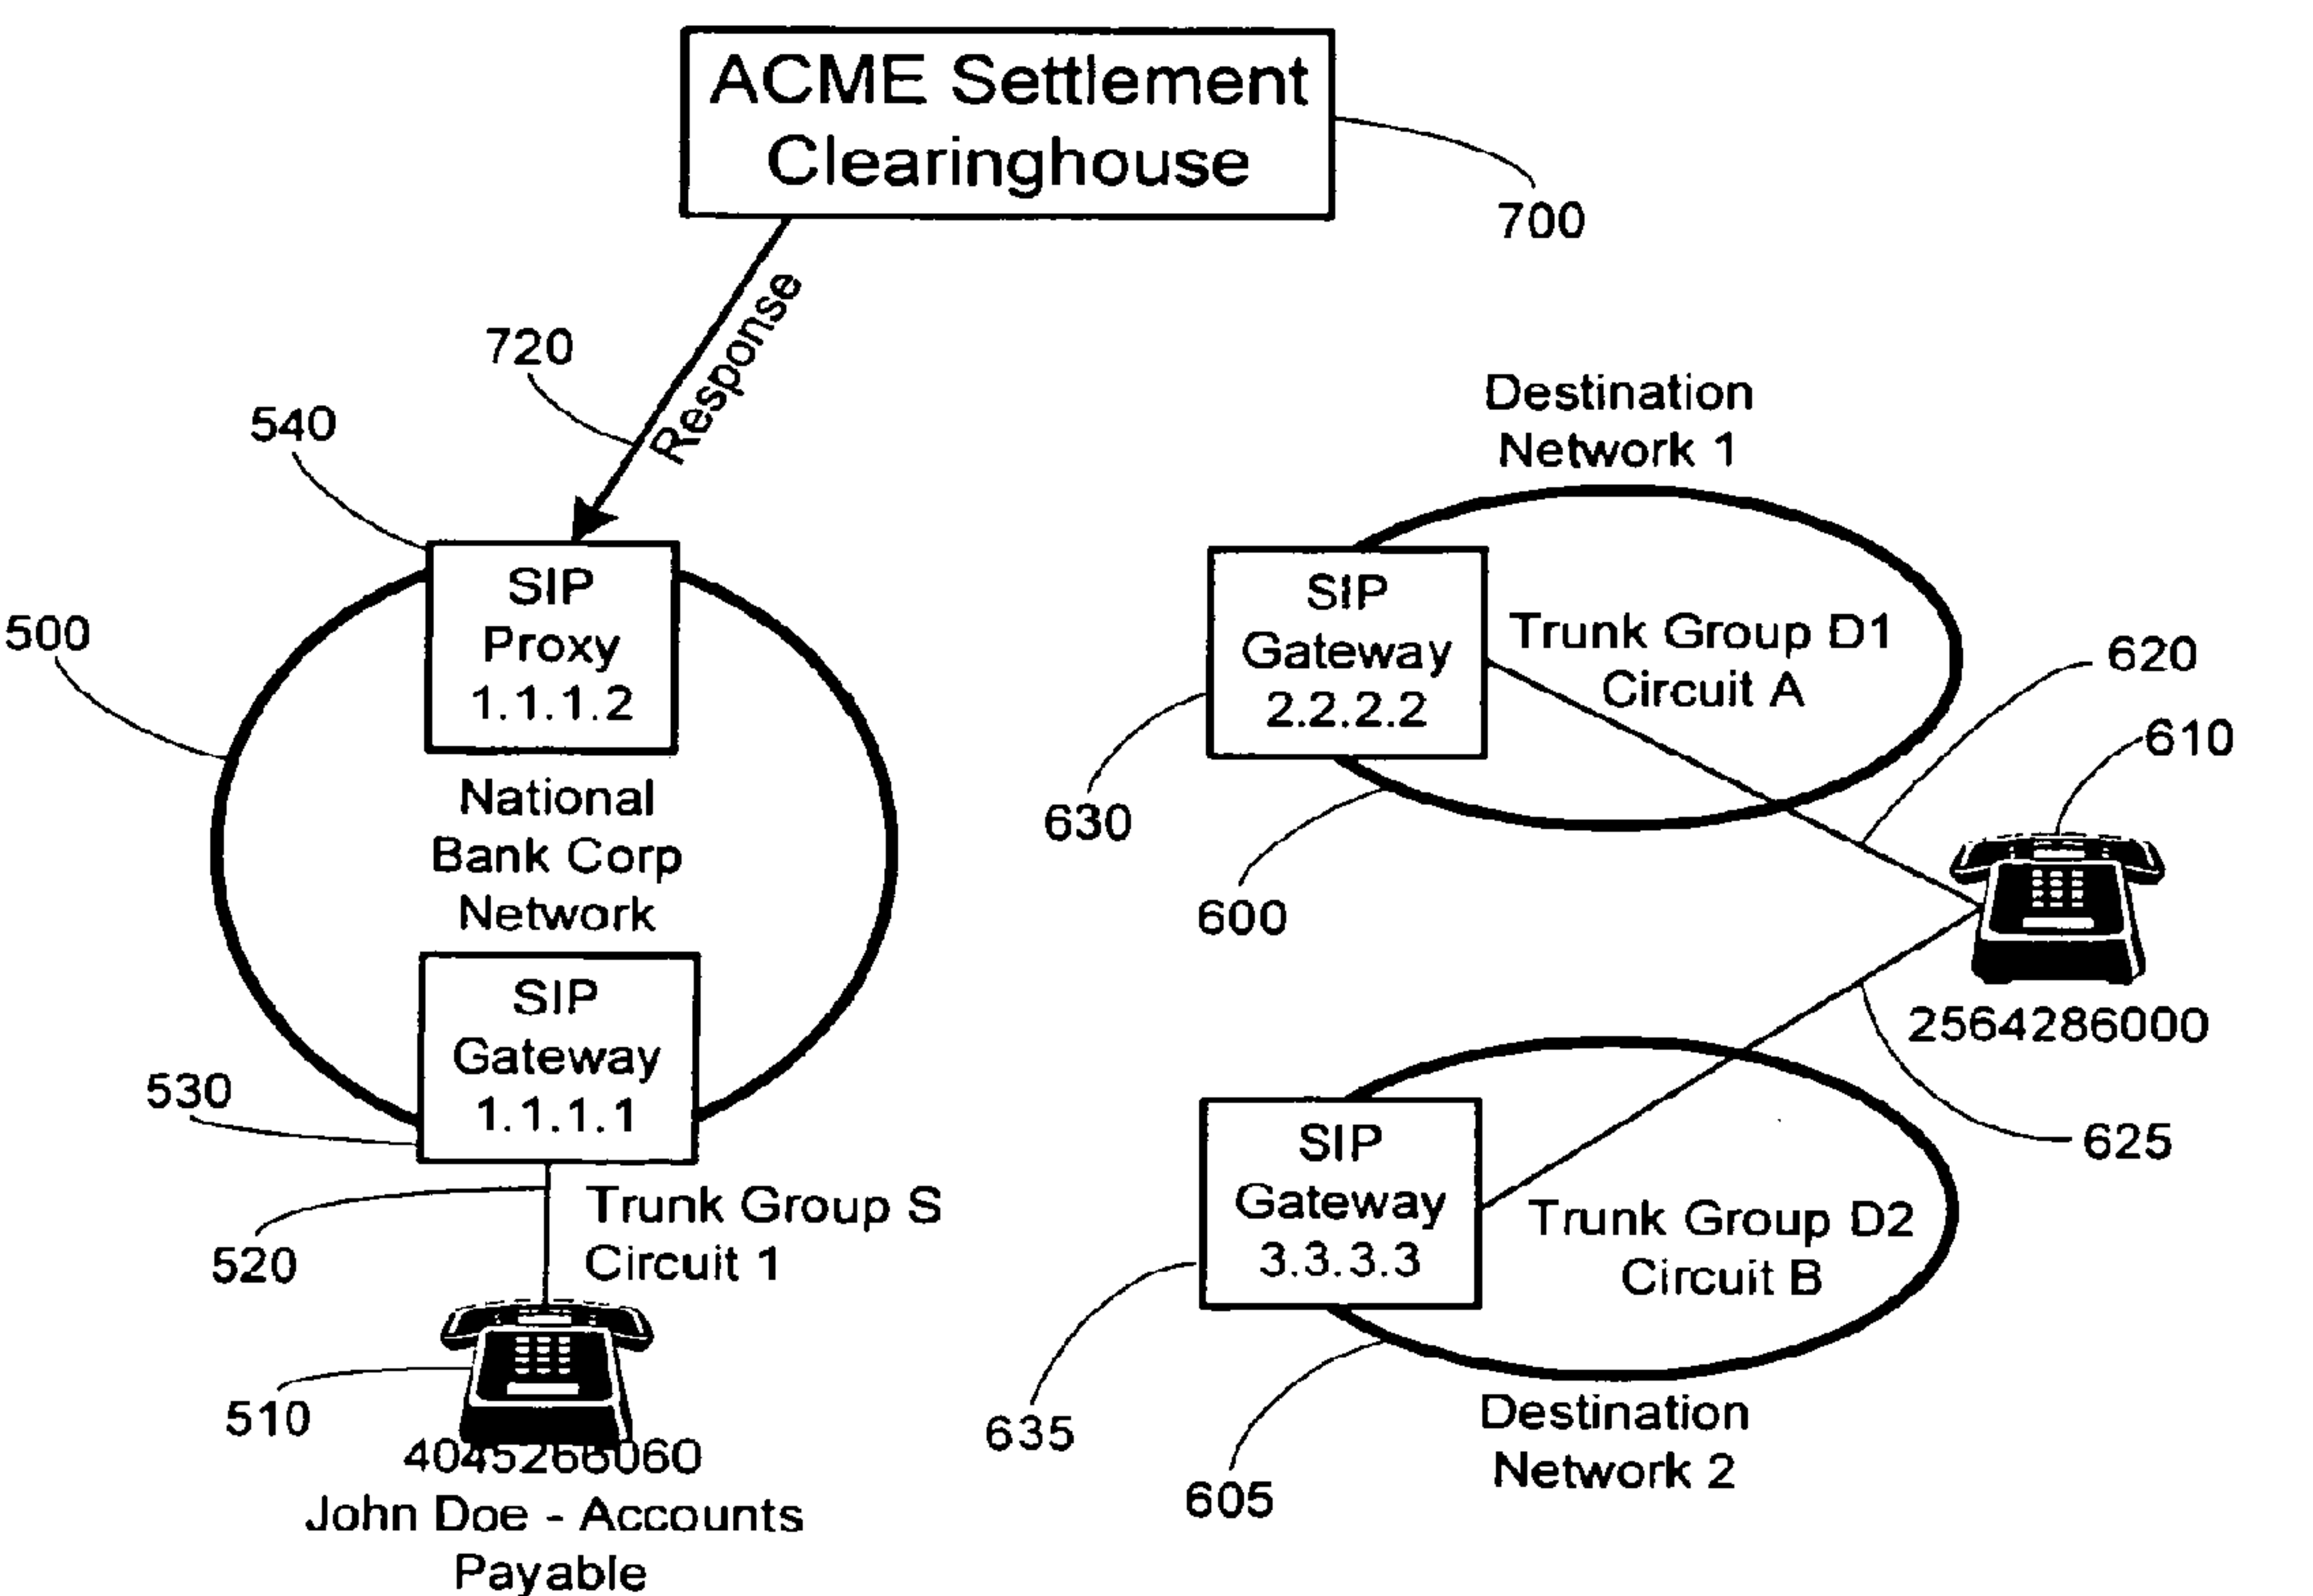 ACME Settlement
Clearinghouse
700
Response
720
540
500
SIP
Proxy
1.1.1.2
National
Bank Corp
Network
SIP
Gateway
1.1.1.1
530
520
Trunk Group S
Circuit 1
510
John Doe - Accounts
Payable
Destination
Network 1
SIP
Gateway
2.2.2.2
Trunk Group D1
Circuit A
620
610
630
600
2564286000
625
SIP
Gateway
3.3.3.3
Trunk Group D2
Circuit B
635
605
Destination
Network 2